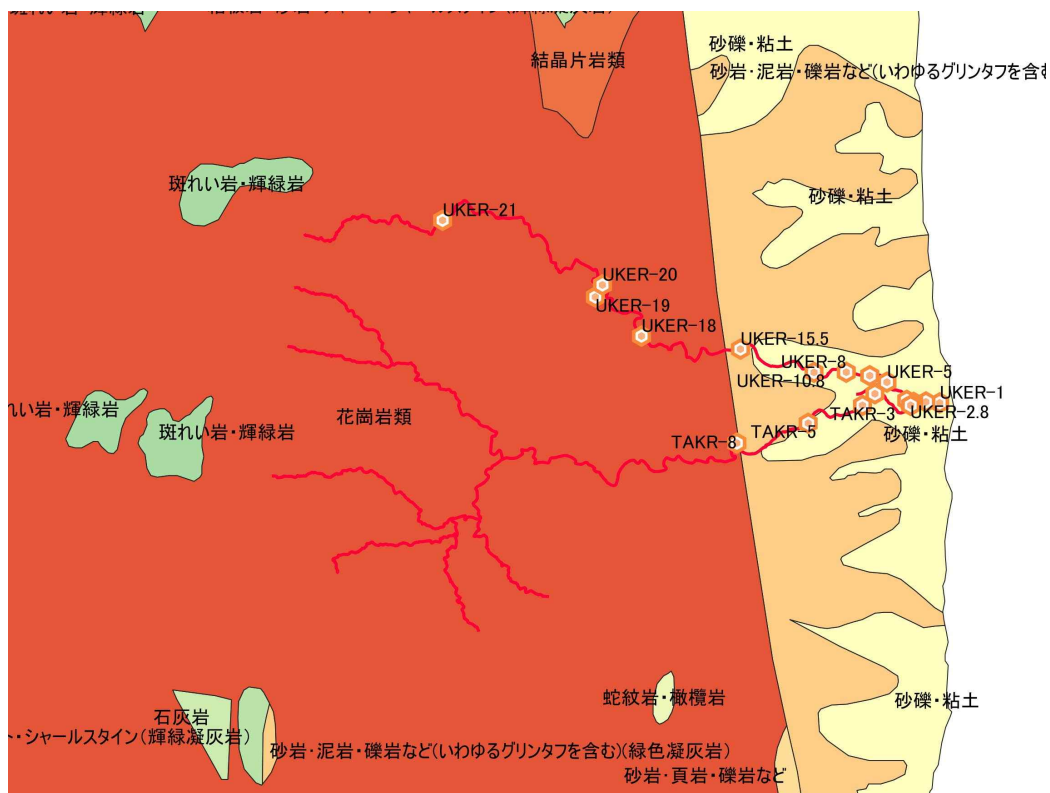 結晶片岩類
砂礫・粘土
砂岩・泥岩・礫岩など(いわゆるグリンタフを含む
斑れい岩・輝緑岩
砂礫・粘土
UKER-21
UKER-20
UKER-19
UKER-18
UKER-15.5
UKER-8
UKER-5
UKER-10.8
UKER-1
UKER-2.8
TAKR-3
TAKR-5
TAKR-8
砂礫・粘土
れい岩・輝緑岩
斑れい岩・輝緑岩
花崗岩類
蛇紋岩・橄欖岩
砂礫・粘土
石灰岩
ト・シャールスタイン(輝緑凝灰岩)
砂岩・泥岩・礫岩など(いわゆるグリンタフを含む)(緑色凝灰岩)
砂岩・頁岩・礫岩など